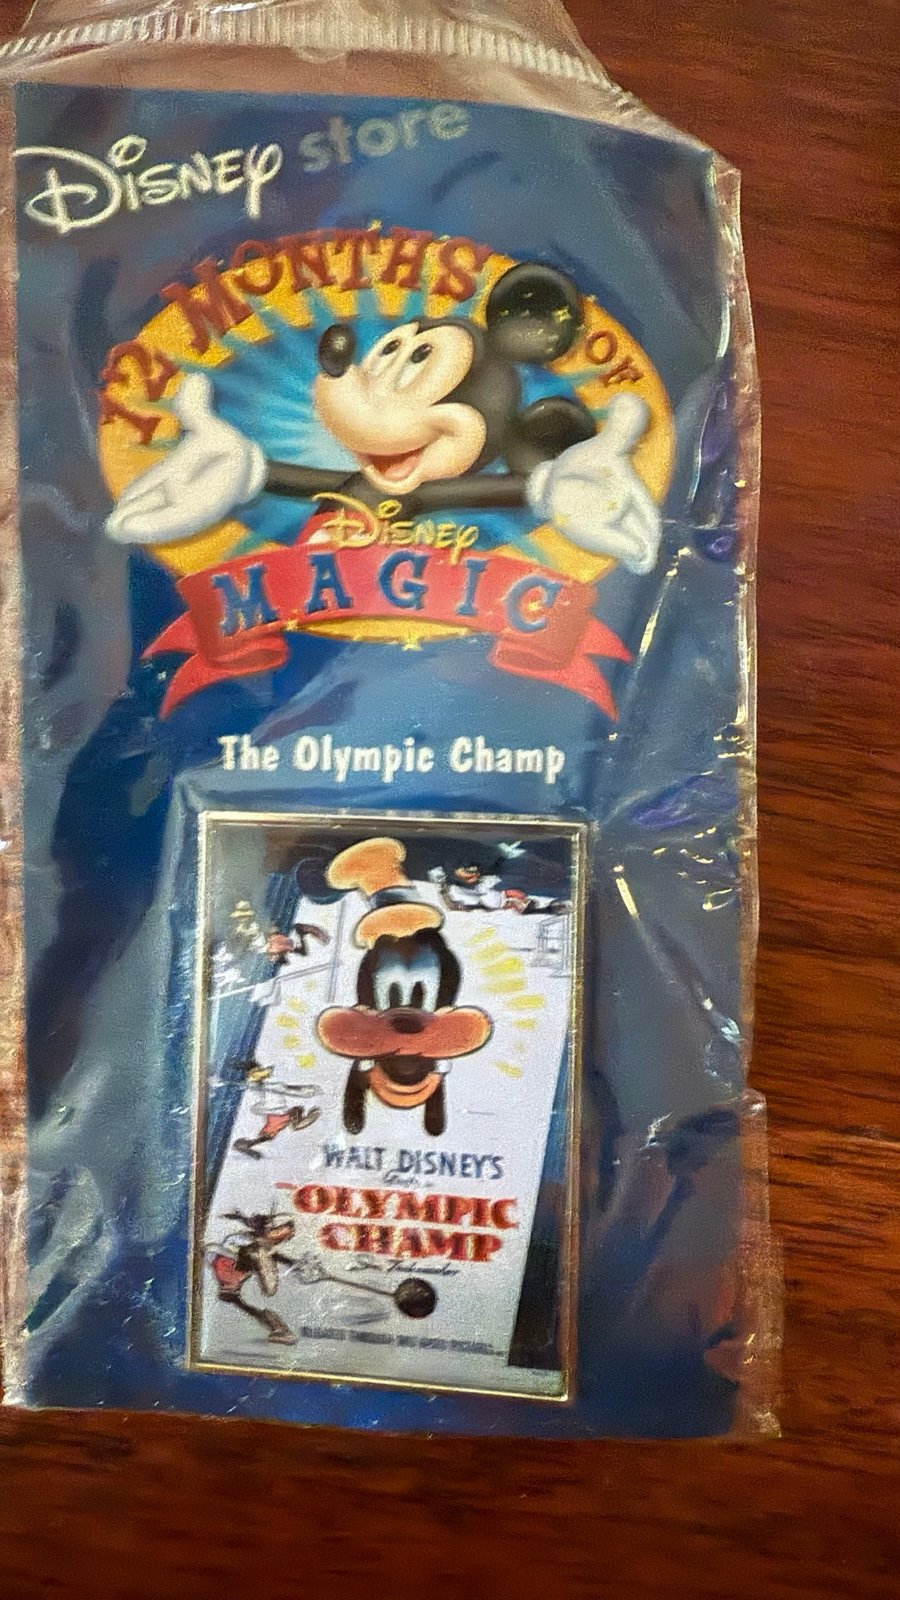 Disney store
12 MONTHS OF
Disney
MAGIC
The Olympic Champ
WALT DISNEY'S
OLYMPIC
CHAMP